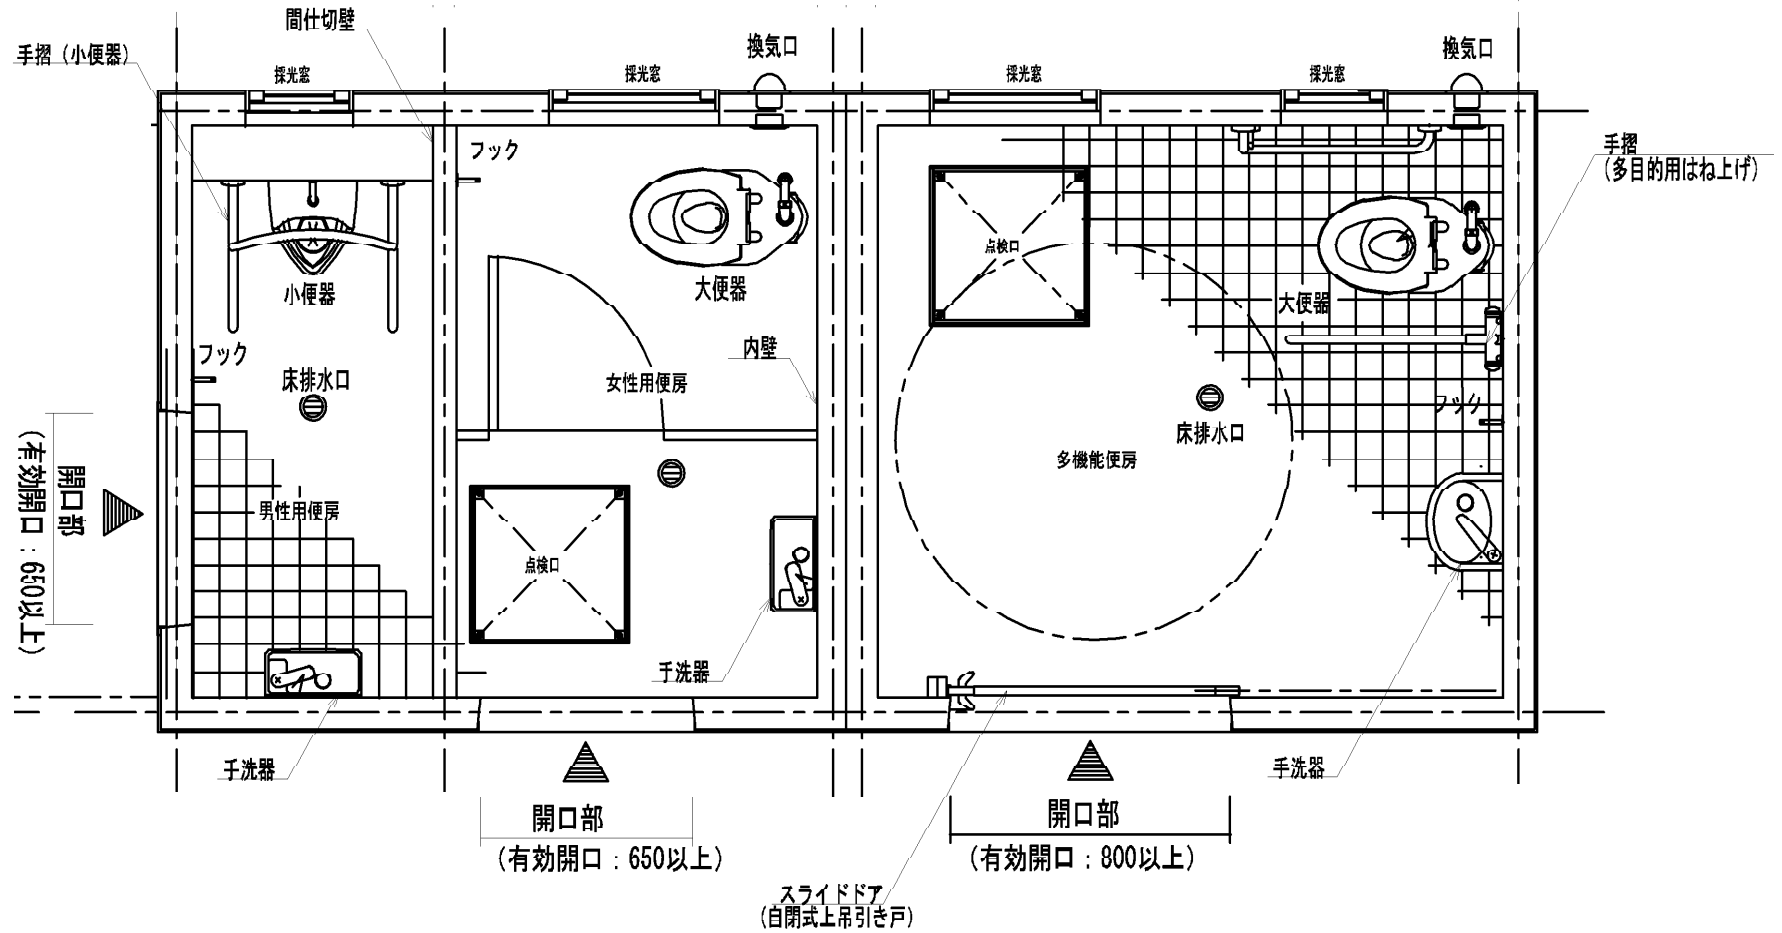 間仕切壁
手摺（小便器）
採光窓
採光窓
換気口
採光窓
採光窓
換気口
フック
手摺
（多目的用はね上げ）
点検口
小便器
大便器
大便器
フック
内壁
床排水口
女性用便房
フック
床排水口
多機能便房
開口部
（有効開口：650以上）
男性用便房
点検口
手洗器
手洗器
手洗器
開口部
（有効開口：650以上）
開口部
（有効開口：800以上）
スライドドア
（自閉式上吊引き戸）